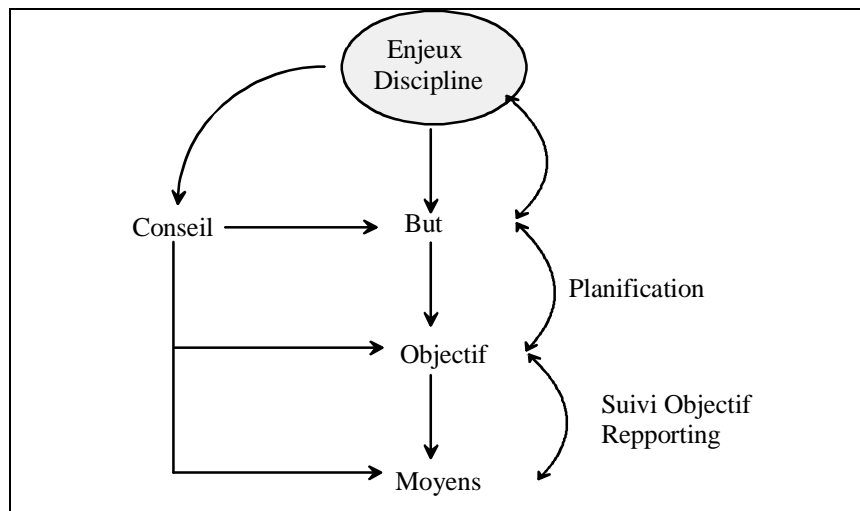 Enjeux
Discipline
Conseil
But
Planification
Objectif
Suivi Objectif
Repporting
Moyens